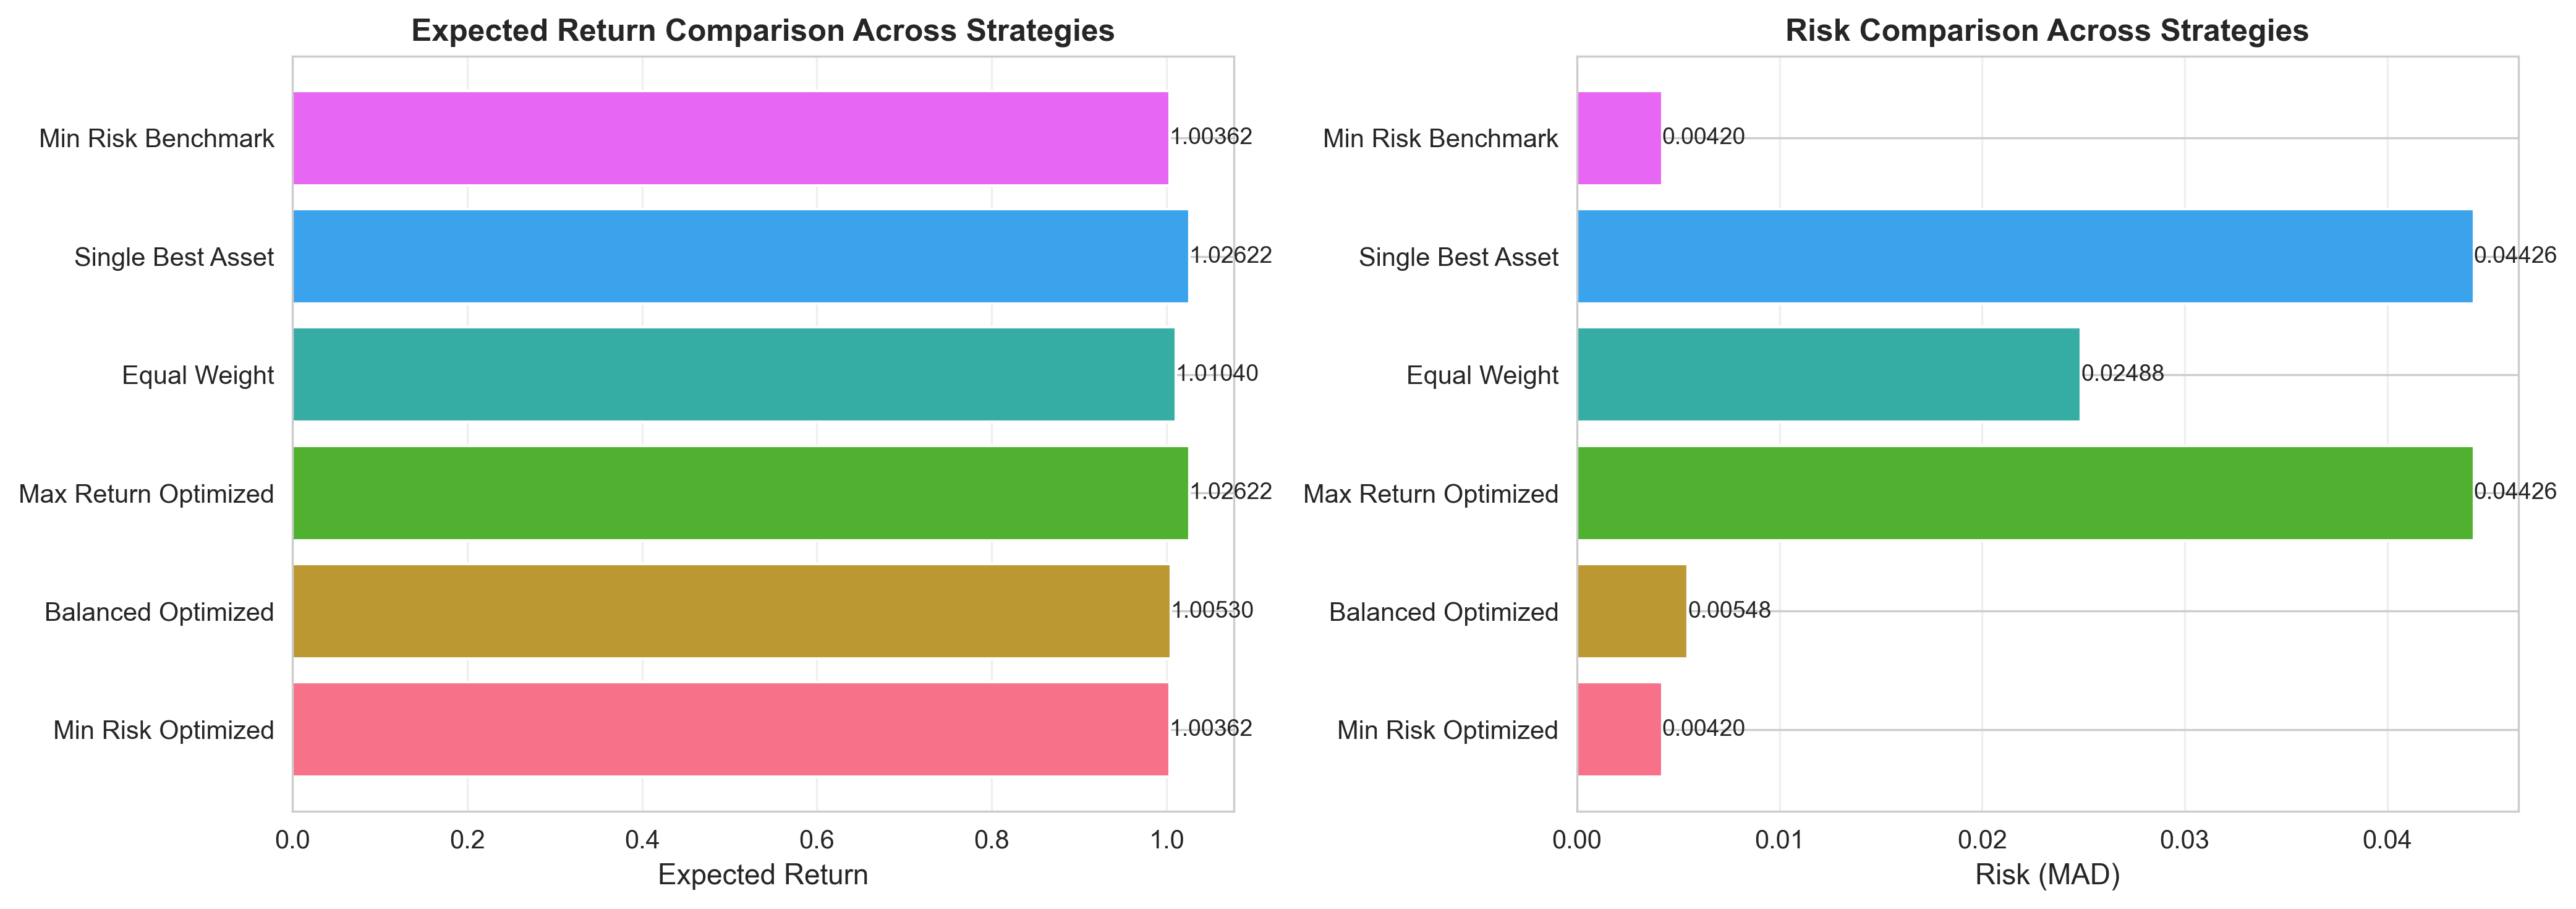 Expected Return Comparison Across Strategies
Min Risk Benchmark
1.00362
Single Best Asset
1.02622
Equal Weight
1.01040
Max Return Optimized
1.02622
Balanced Optimized
1.00530
Min Risk Optimized
1.00362
0.0 0.2 0.4 0.6 0.8 1.0
Expected Return
Risk Comparison Across Strategies
Min Risk Benchmark
0.00420
Single Best Asset
0.04426
Equal Weight
0.02488
Max Return Optimized
0.04426
Balanced Optimized
0.00548
Min Risk Optimized
0.00420
0.00 0.01 0.02 0.03 0.04
Risk (MAD)